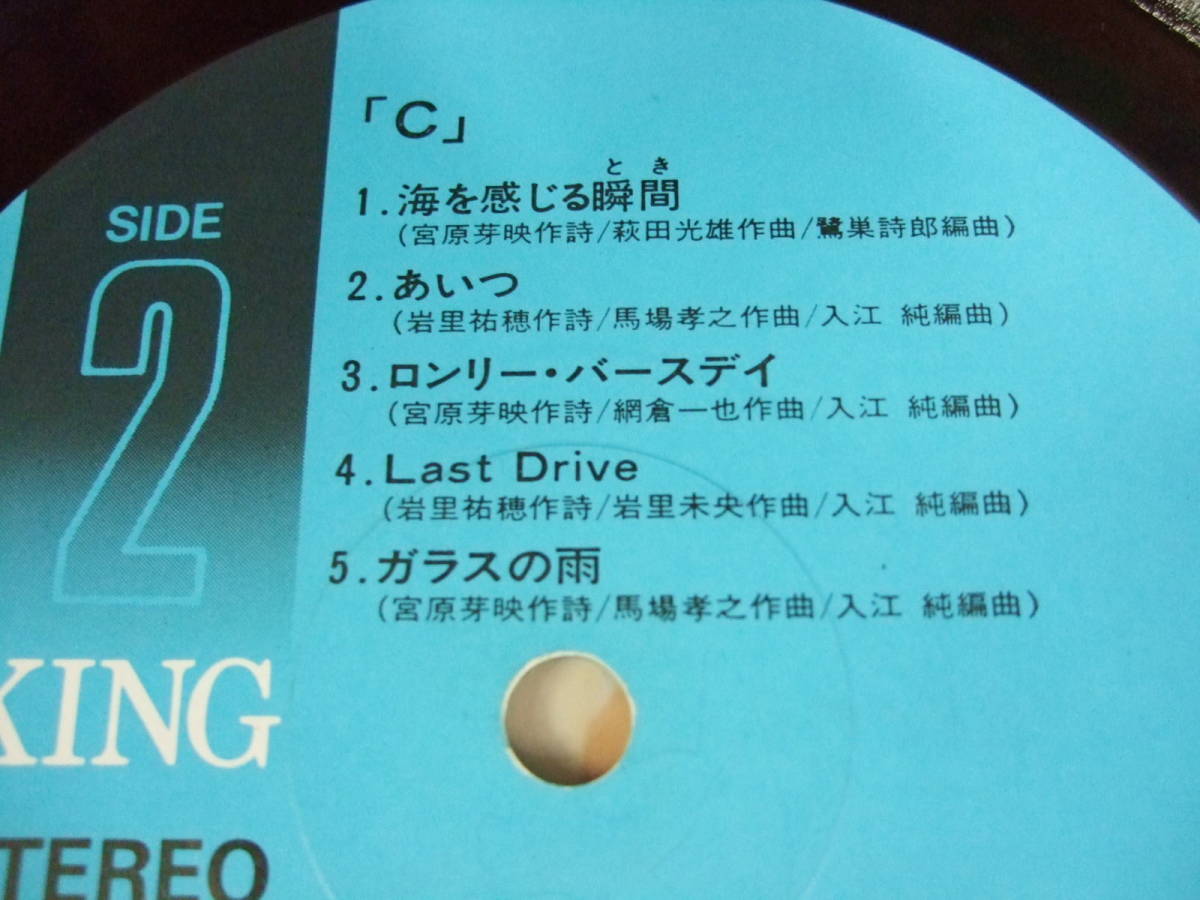 「C」
とき
1.海を感じる瞬間
(宮原芽映作詩/萩田光雄作曲/鷺巣詩郎編曲)
2.あいつ
(岩里祐穂作詩/馬場孝之作曲/入江 純編曲)
3.ロンリー・バースデイ
(宮原芽映作詩/網倉一也作曲/入江 純編曲)
4.Last Drive
(岩里祐穂作詩/岩里未央作曲/入江 純編曲)
5.ガラスの雨
(宮原芽映作詩/馬場孝之作曲/入江 純編曲)
SIDE
2
KING
TEREO